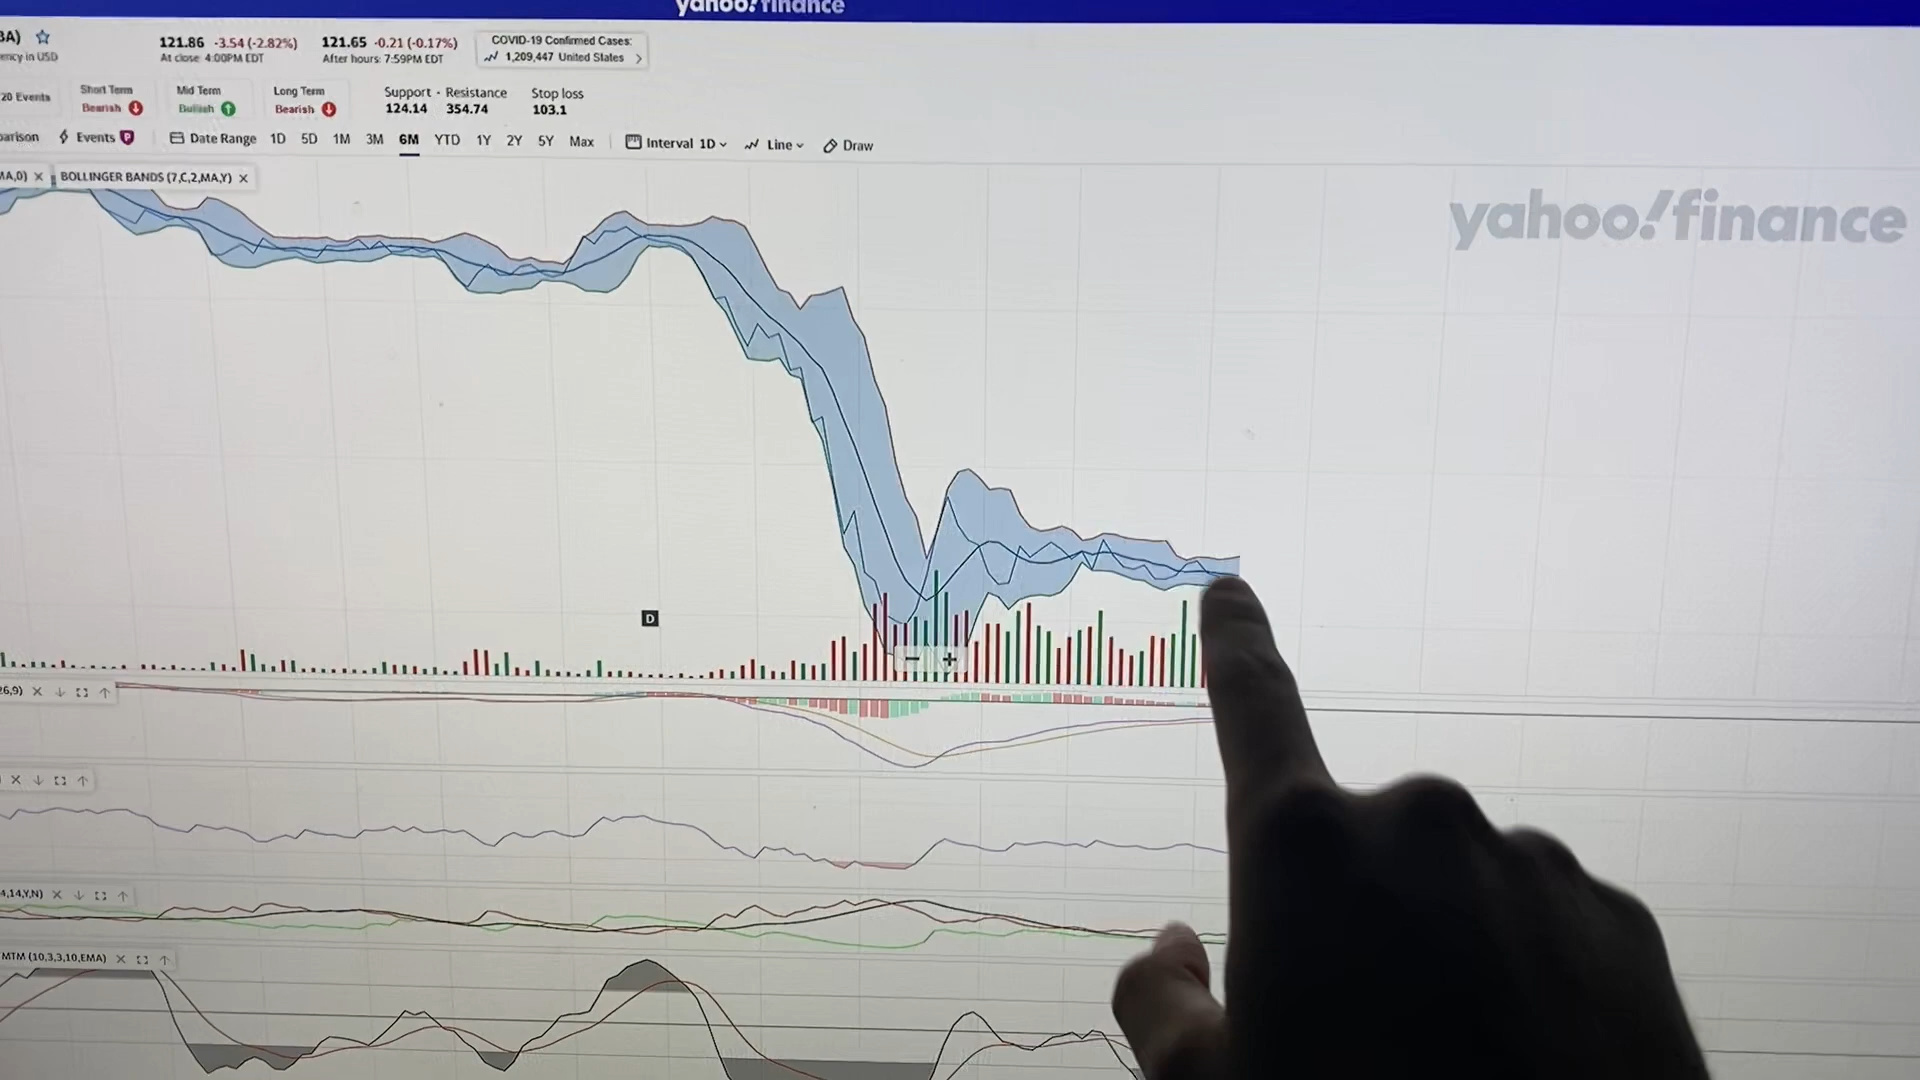 yahoo!finance
BA)
121.86 -3.54 (-2.82%)
At close: 4:00PM EDT
121.65 -0.21 (-0.17%)
After hours: 7:59PM EDT
COVID-19 Confirmed Cases:
1,209,447 United States
ency in USD
20 Events
Short Term
Bearish
Mid Term
Bullish
Long Term
Bearish
Support - Resistance
124.14 354.74
Stop loss
103.1
parison
Events
P
Date Range
1D 5D 1M 3M 6M YTD 1Y 2Y 5Y Max
Interval 1D
Line
Draw
MA,0) X
BOLLINGER BANDS (7,C,2,MA,Y) X
yahoo!finance
D
- +
26,9) X
) X
4,14,Y,N) X
MTM (10,3,3,10,EMA) X